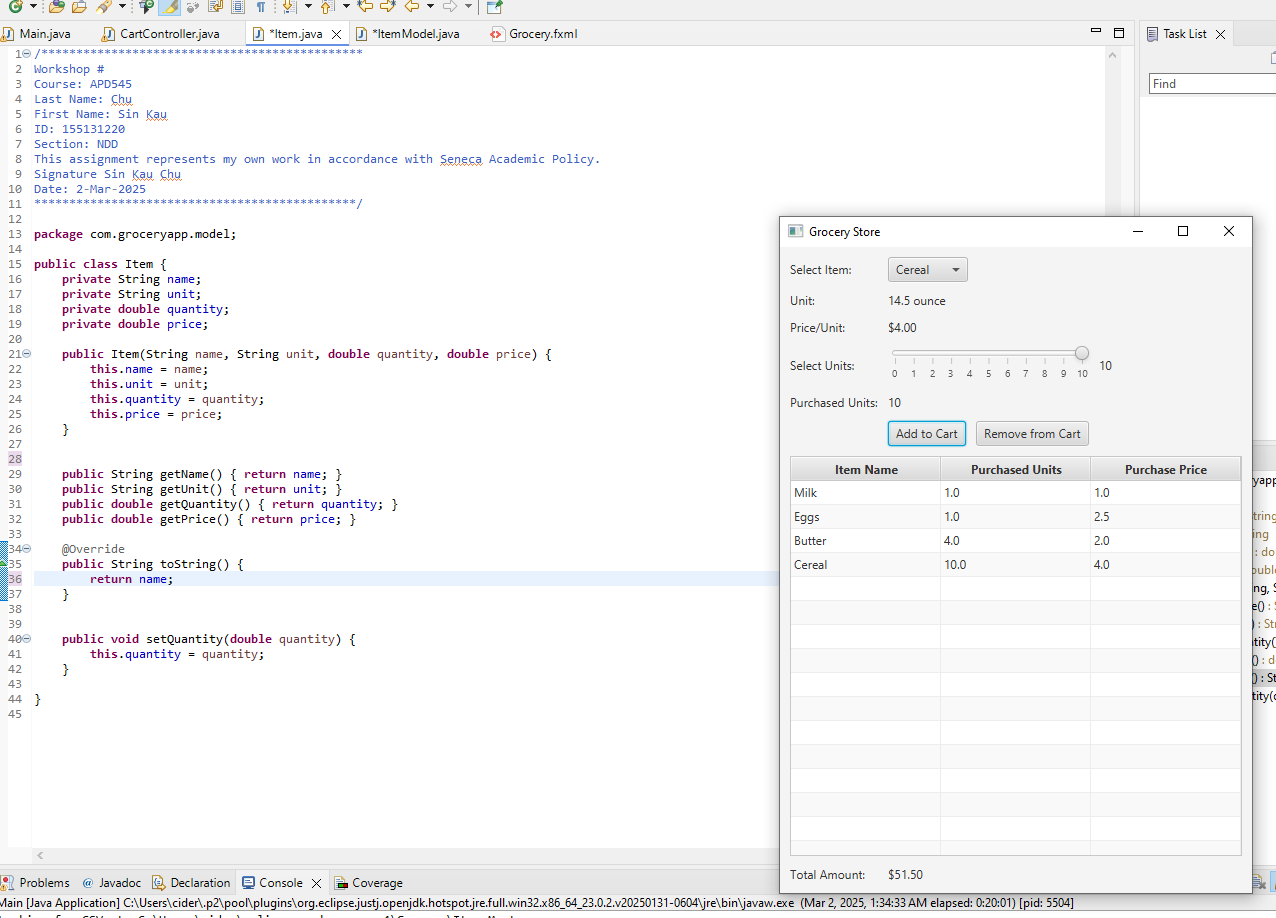 Main.java CartController.java *Item.java *ItemModel.java Grocery.fxml
Task List
Find
1 /**********************************************
2 Workshop #
3 Course: APD545
4 Last Name: Chu
5 First Name: Sin Kau
6 ID: 155131220
7 Section: NDD
8 This assignment represents my own work in accordance with Seneca Academic Policy.
9 Signature Sin Kau Chu
10 Date: 2-Mar-2025
11 **********************************************/
12
13 package com.groceryapp.model;
14
15 public class Item {
16 private String name;
17 private String unit;
18 private double quantity;
19 private double price;
20
21 public Item(String name, String unit, double quantity, double price) {
22 this.name = name;
23 this.unit = unit;
24 this.quantity = quantity;
25 this.price = price;
26 }
27
28
29 public String getName() { return name; }
30 public String getUnit() { return unit; }
31 public double getQuantity() { return quantity; }
32 public double getPrice() { return price; }
33
34 @Override
35 public String toString() {
36 return name;
37 }
38
39
40 public void setQuantity(double quantity) {
41 this.quantity = quantity;
42 }
43
44 }
45
Grocery Store
Select Item: Cereal
Unit: 14.5 ounce
Price/Unit: $4.00
Select Units: 0 1 2 3 4 5 6 7 8 9 10 10
Purchased Units: 10
Add to Cart Remove from Cart
Item Name Purchased Units Purchase Price
Milk 1.0 1.0
Eggs 1.0 2.5
Butter 4.0 2.0
Cereal 10.0 4.0
Total Amount: $51.50
Problems @ Javadoc Declaration Console Coverage
Main [Java Application] C:\Users\cider\.p2\pool\plugins\org.eclipse.justj.openjdk.hotspot.jre.full.win32.x86_64_23.0.2.v20250131-0604\jre\bin\javaw.exe (Mar 2, 2025, 1:34:33 AM elapsed: 0:20:01) [pid: 5504]